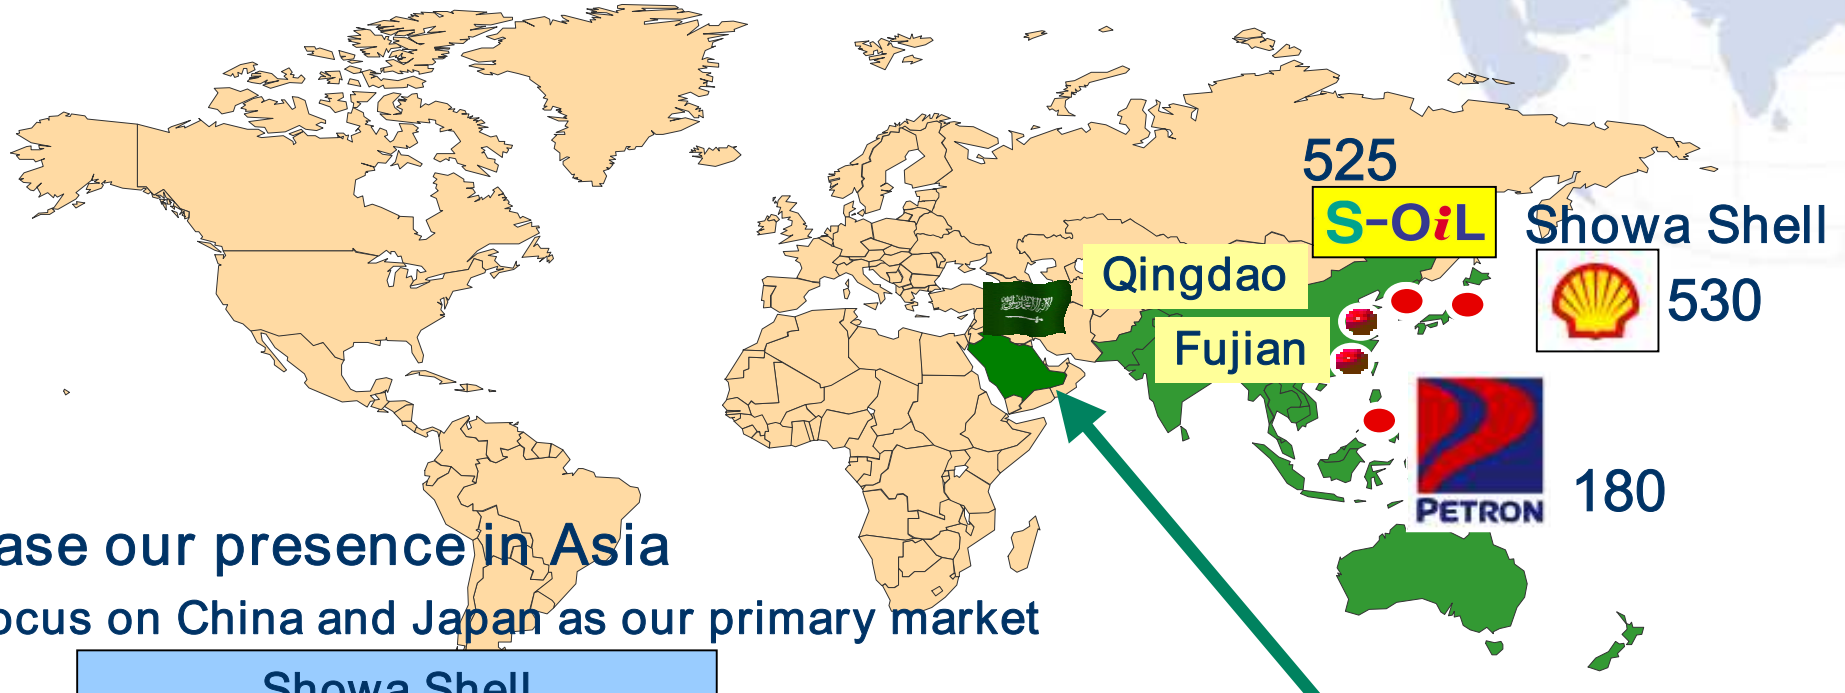 525
S-OiL
Showa Shell
Qingdao
530
Fujian
PETRON
180
ase our presence in Asia
ocus on China and Japan as our primary market
Showa Shell